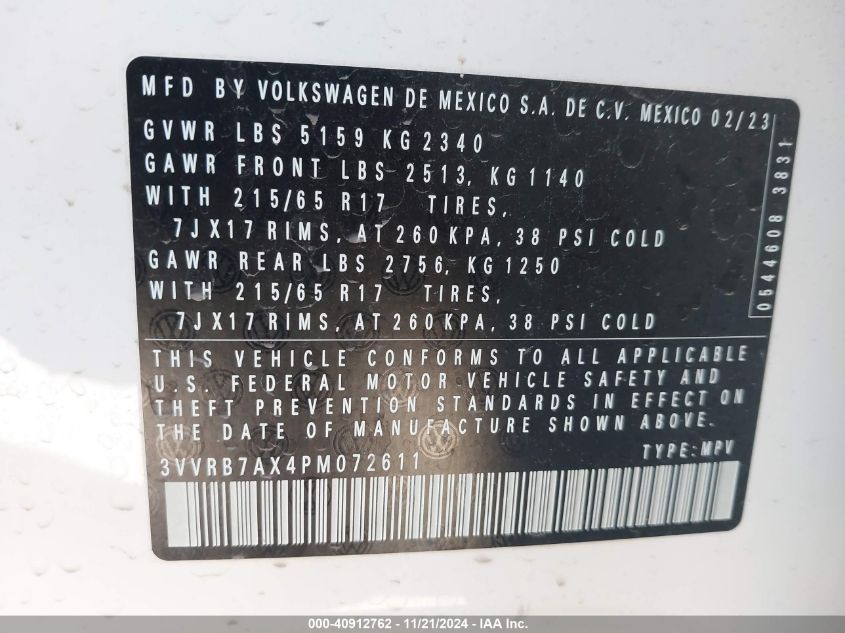 MFD BY VOLKSWAGEN DE MEXICO S.A. DE C.V. MEXICO 02/23
GVWR LBS 5159 KG 2340
GAWR FRONT LBS 2513, KG 1140
WITH 215/65 R17 TIRES,
7JX17 RIMS, AT 260 KPA, 38 PSI COLD
GAWR REAR LBS 2756, KG 1250
WITH 215/65 R17 TIRES,
7JX17 RIMS, AT 260 KPA, 38 PSI COLD
0544608 3831
THIS VEHICLE CONFORMS TO ALL APPLICABLE
U.S. FEDERAL MOTOR VEHICLE SAFETY AND
THEFT PREVENTION STANDARDS IN EFFECT ON
THE DATE OF MANUFACTURE SHOWN ABOVE.
3VVRB7AX4PM072611 TYPE: MPV
000-40912762 - 11/21/2024 - IAA Inc.